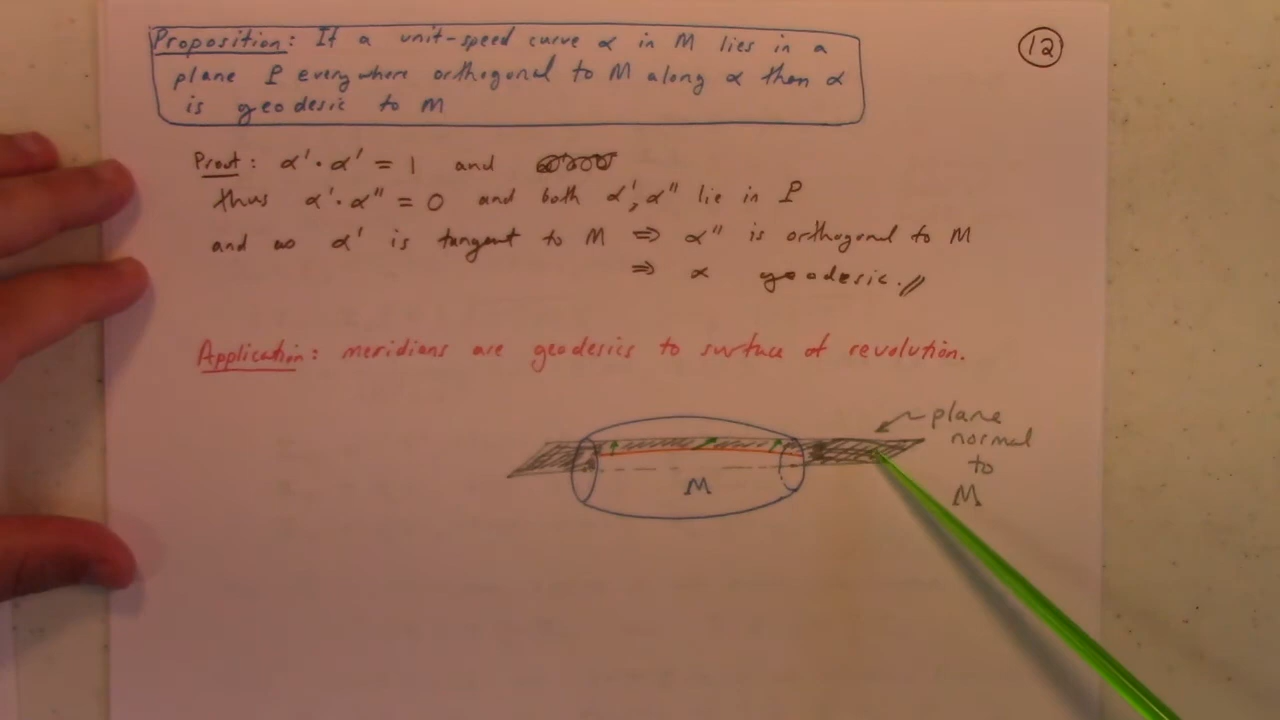 Proposition: If a unit-speed curve α in M lies in a
plane P everywhere orthogonal to M along α then α
is geodesic to M
12
Proof: α'·α' = 1 and
thus α'·α'' = 0 and both α', α'' lie in P
and as α' is tangent to M ⇒ α'' is orthogonal to M
⇒ α geodesic.//
Application: meridians are geodesics to surface of revolution.
plane
normal
to
M
M